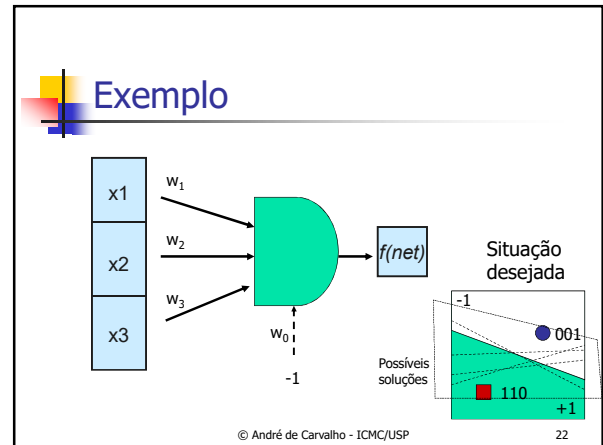 Exemplo
x1
x2
x3
w1
w2
w3
w0
-1
f(net)
Situação
desejada
-1
001
110
+1
Possíveis
soluções
© André de Carvalho - ICMC/USP
22